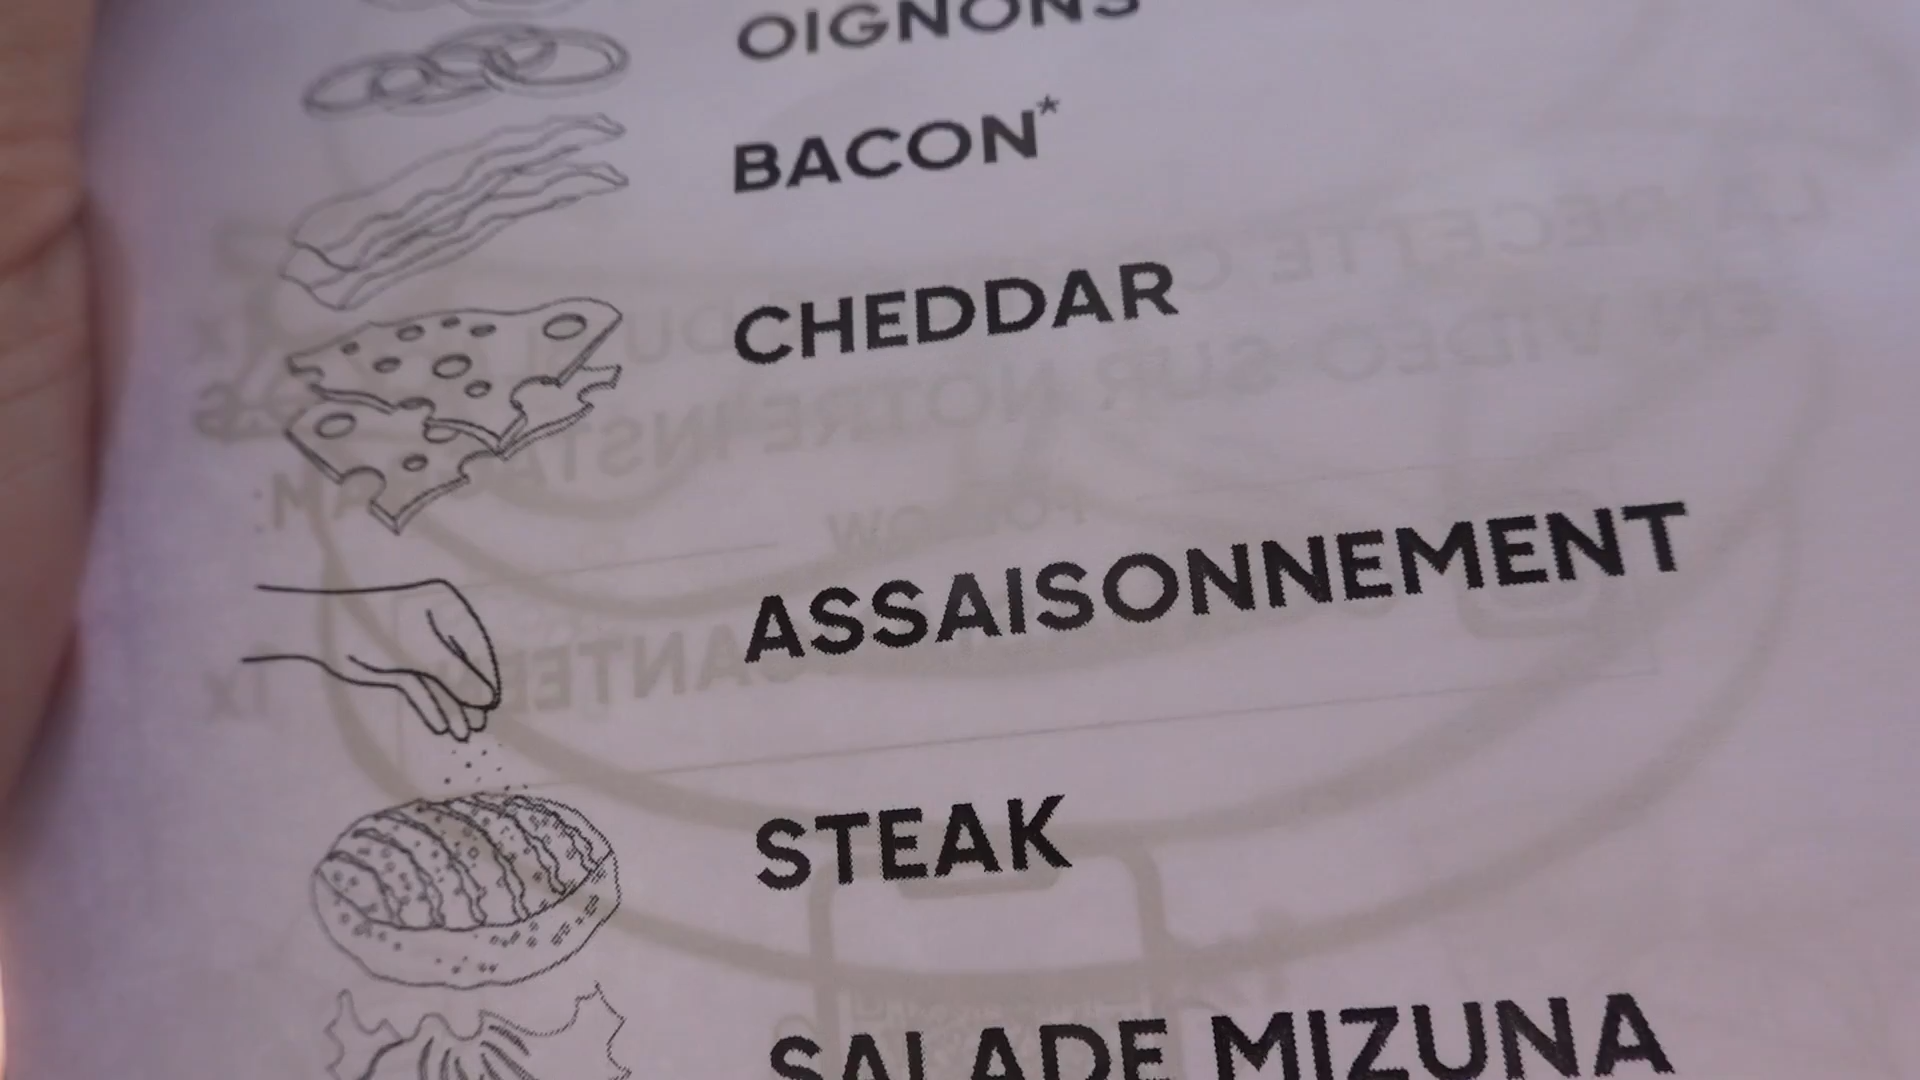 OIGNONS
BACON*
CHEDDAR
ASSAISONNEMENT
STEAK
SALADE MIZUNA